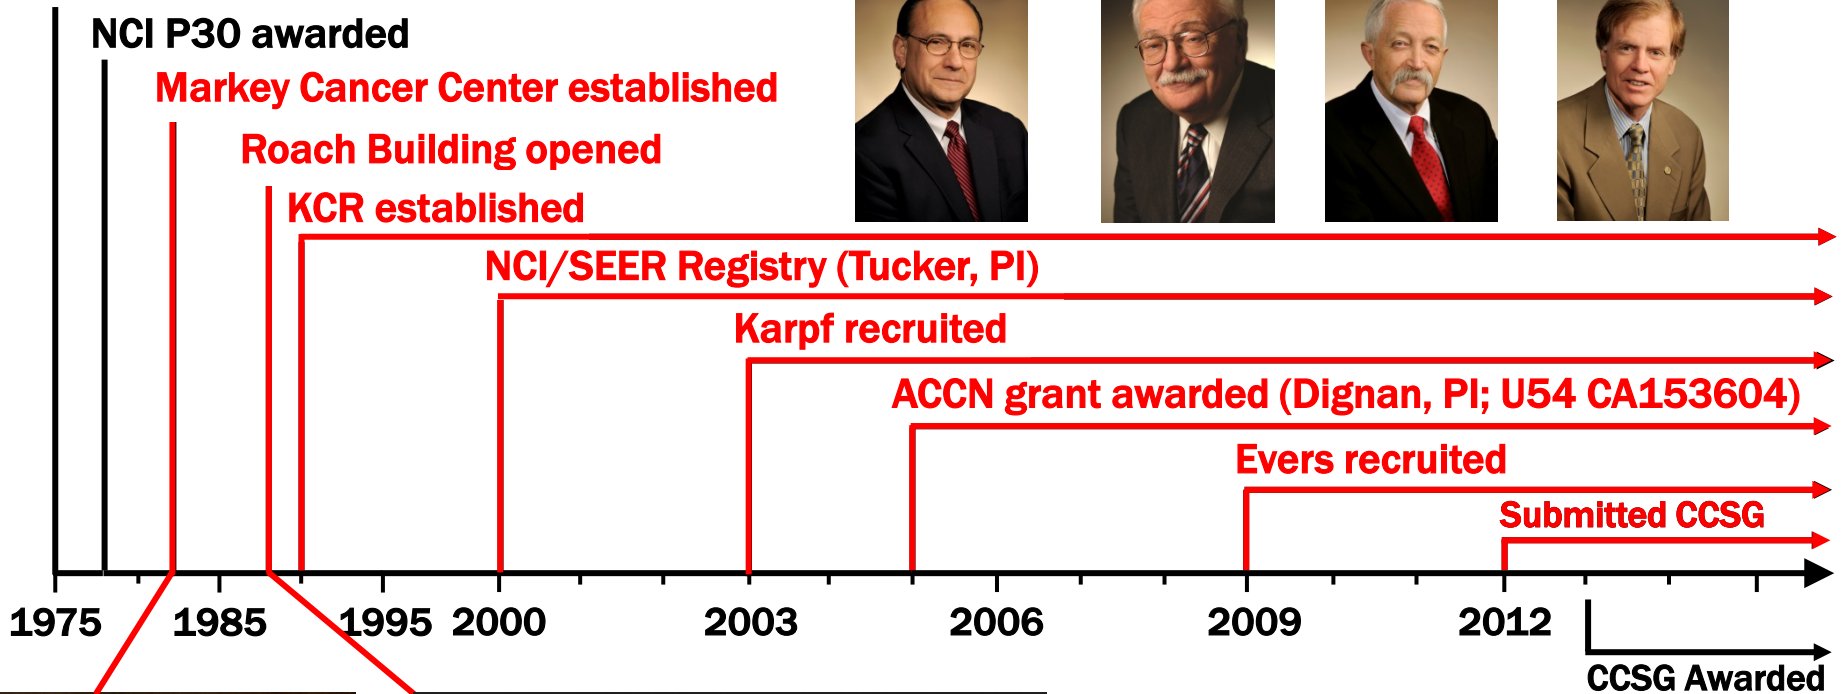 NCI P30 awarded
Markey Cancer Center established
Roach Building opened
KCR established
NCI/SEER Registry (Tucker, PI)
Karpf recruited
ACCN grant awarded (Dignan, PI; U54 CA153604)
Evers recruited
Submitted CCSG
1975 1985 1995 2000 2003 2006 2009 2012
CCSG Awarded